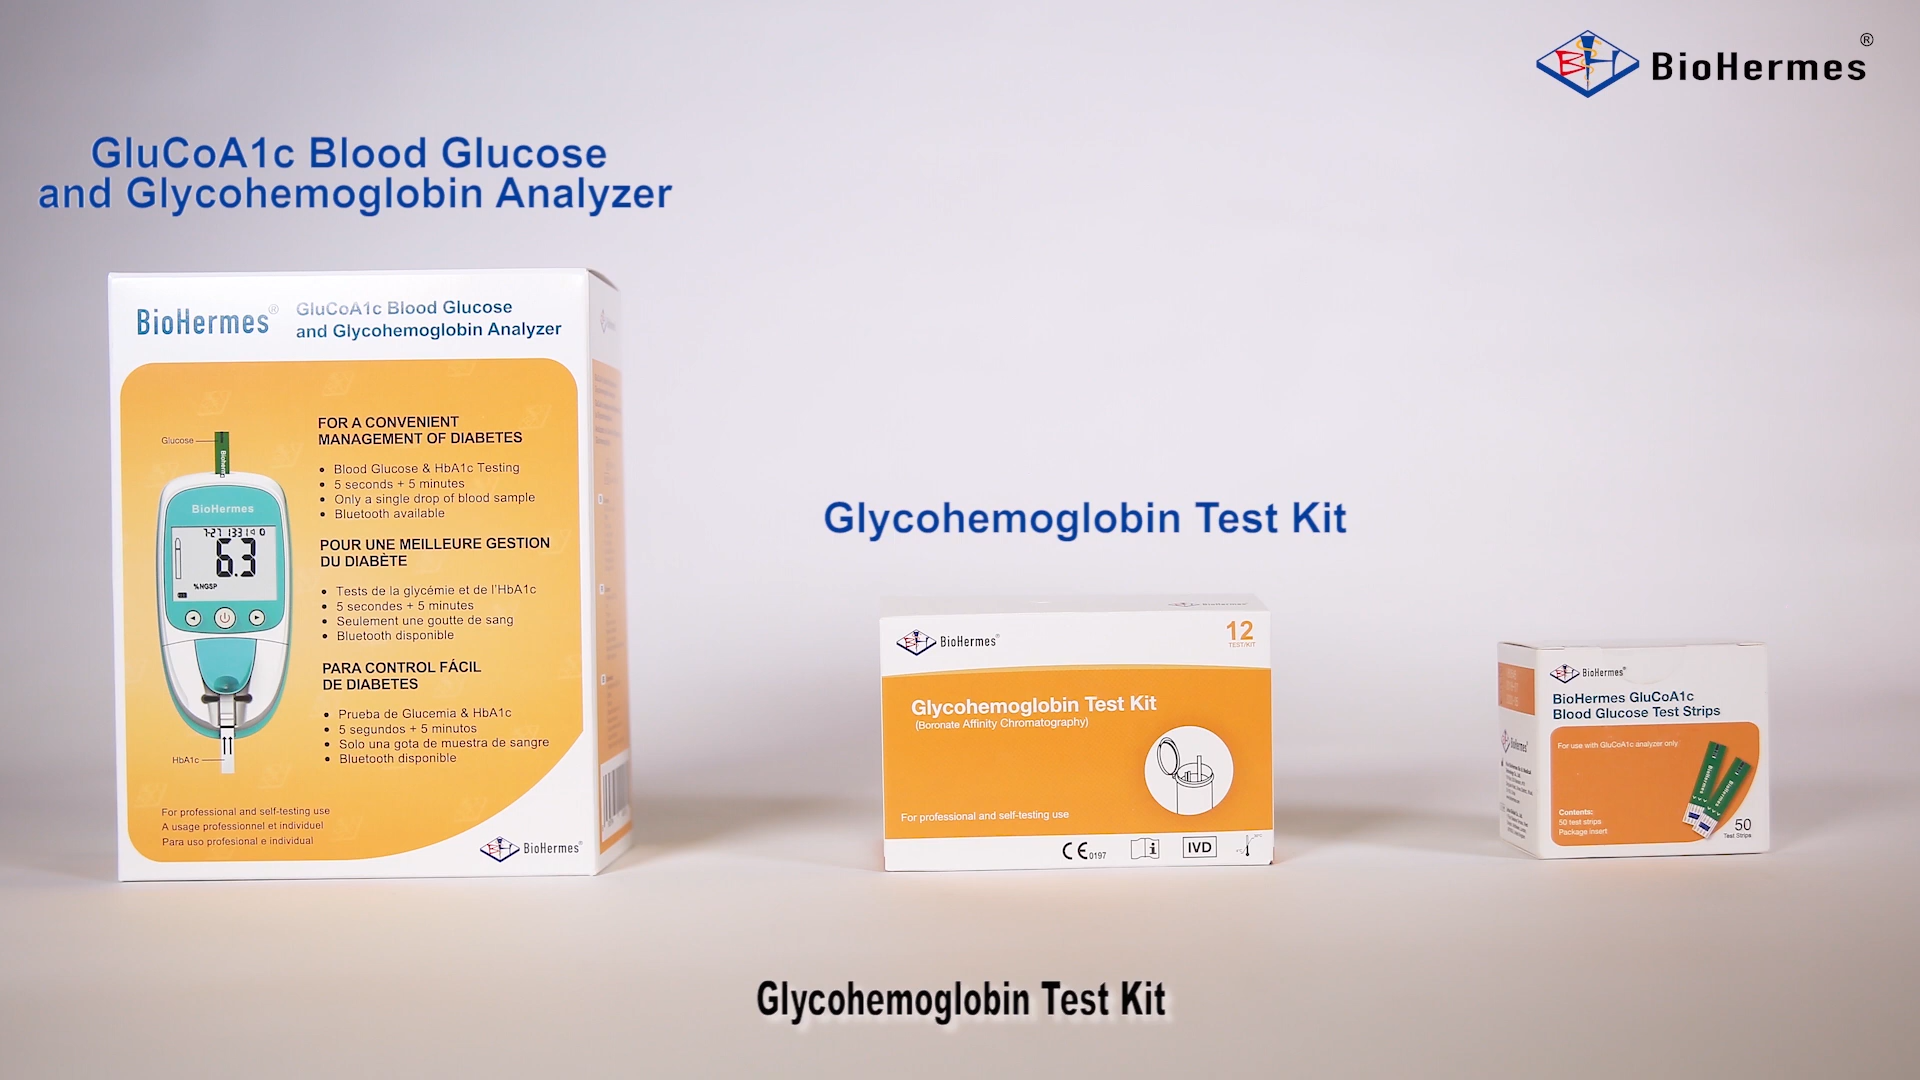 BioHermes®
GluCoA1c Blood Glucose
and Glycohemoglobin Analyzer
BioHermes®
GluCoA1c Blood Glucose
and Glycohemoglobin Analyzer
Glucose
BioHermes
6.3
%NGSP
HbA1c
FOR A CONVENIENT
MANAGEMENT OF DIABETES
• Blood Glucose & HbA1c Testing
• 5 seconds + 5 minutes
• Only a single drop of blood sample
• Bluetooth available
POUR UNE MEILLEURE GESTION
DU DIABÈTE
• Tests de la glycémie et de l'HbA1c
• 5 secondes + 5 minutes
• Seulement une goutte de sang
• Bluetooth disponible
PARA CONTROL FÁCIL
DE DIABETES
• Prueba de Glucemia & HbA1c
• 5 segundos + 5 minutos
• Solo una gota de muestra de sangre
• Bluetooth disponible
For professional and self-testing use
A usage professionnel et individuel
Para uso profesional e individual
BioHermes®
Glycohemoglobin Test Kit
BioHermes®
12
TEST/KIT
Glycohemoglobin Test Kit
(Boronate Affinity Chromatography)
For professional and self-testing use
CE 0197
i
IVD
BioHermes®
BioHermes GluCoA1c
Blood Glucose Test Strips
For use with GluCoA1c analyzer only
BioHermes
BioHermes
Contents:
50 test strips
Package insert
50
Test Strips
Glycohemoglobin Test Kit